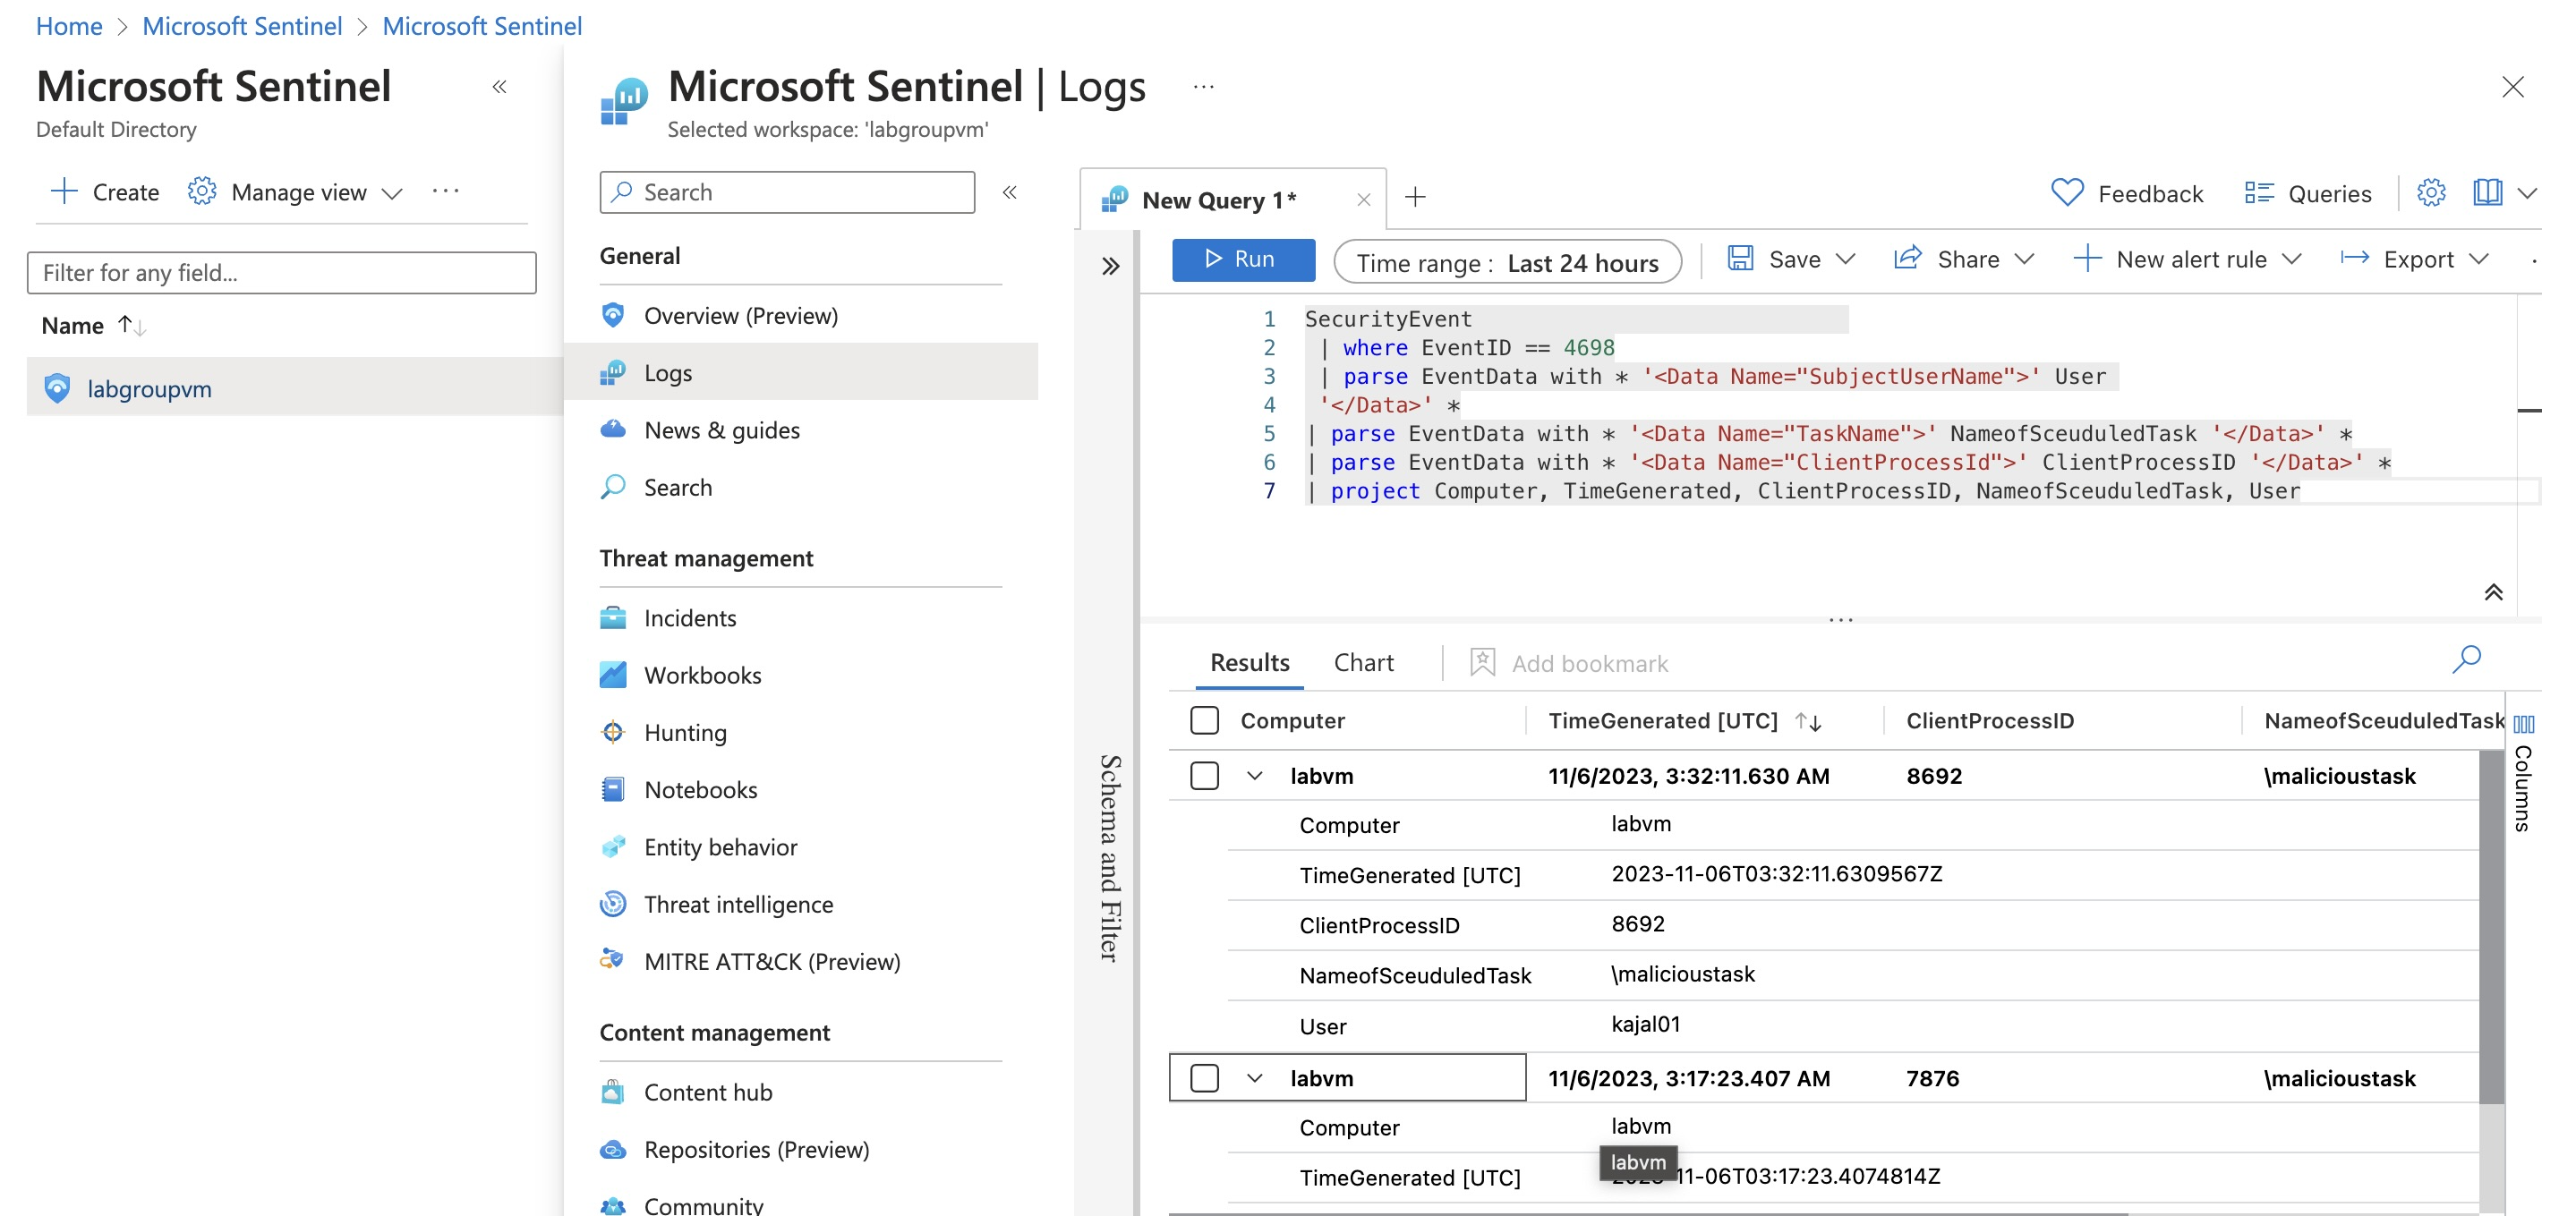 Home > Microsoft Sentinel > Microsoft Sentinel
Microsoft Sentinel «
Default Directory
+ Create Manage view ...
Filter for any field...
Name ↑↓
labgroupvm
Microsoft Sentinel | Logs ...
Selected workspace: 'labgroupvm'
Search «
General
Overview (Preview)
Logs
News & guides
Search
Threat management
Incidents
Workbooks
Hunting
Notebooks
Entity behavior
Threat intelligence
MITRE ATT&CK (Preview)
Content management
Content hub
Repositories (Preview)
Community
New Query 1* × +
Feedback Queries
Run Time range : Last 24 hours Save Share New alert rule Export
1 SecurityEvent
2 | where EventID == 4698
3 | parse EventData with * '<Data Name="SubjectUserName">' User
4 '</Data>' *
5 | parse EventData with * '<Data Name="TaskName">' NameofSceuduledTask '</Data>' *
6 | parse EventData with * '<Data Name="ClientProcessId">' ClientProcessID '</Data>' *
7 | project Computer, TimeGenerated, ClientProcessID, NameofSceuduledTask, User
...
Schema and Filter
Results Chart Add bookmark
Computer TimeGenerated [UTC] ↑↓ ClientProcessID NameofSceuduledTask
labvm 11/6/2023, 3:32:11.630 AM 8692 \malicioustask
Computer labvm
TimeGenerated [UTC] 2023-11-06T03:32:11.6309567Z
ClientProcessID 8692
NameofSceuduledTask \malicioustask
User kajal01
labvm 11/6/2023, 3:17:23.407 AM 7876 \malicioustask
Computer labvm
labvm
TimeGenerated [UTC] 2023-11-06T03:17:23.4074814Z
Columns